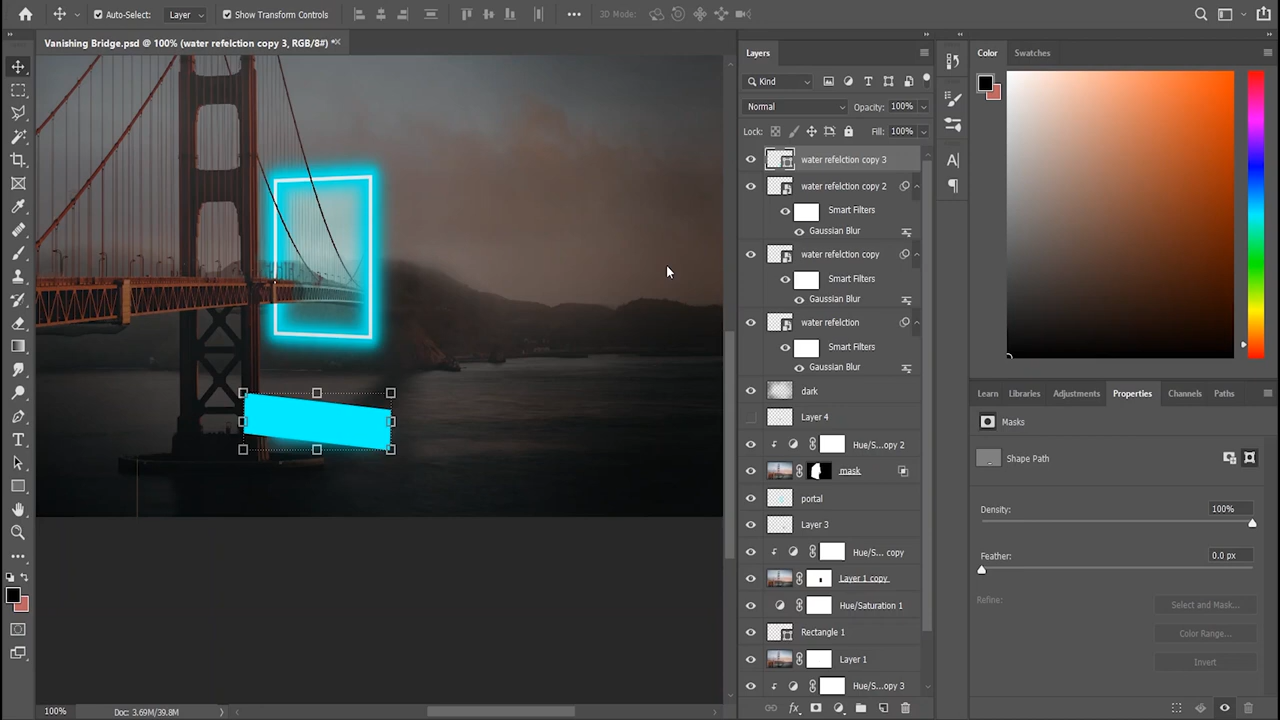 Auto-Select: Layer Show Transform Controls 3D Mode:
Vanishing Bridge.psd @ 100% (water refelction copy 3, RGB/8#) *
Layers
Kind
Normal Opacity: 100%
Lock: Fill: 100%
water refelction copy 3
water refelction copy 2
Smart Filters
Gaussian Blur
water refelction copy
Smart Filters
Gaussian Blur
water refelction
Smart Filters
Gaussian Blur
dark
Layer 4
Hue/S...opy 2
mask
portal
Layer 3
Hue/S... copy
Layer 1 copy
Hue/Saturation 1
Rectangle 1
Layer 1
Hue/S...opy 3
Color Swatches
Learn Libraries Adjustments Properties Channels Paths
Masks
Shape Path
Density: 100%
Feather: 0.0 px
Refine: Select and Mask...
Color Range...
Invert
100% Doc: 3.69M/39.8M